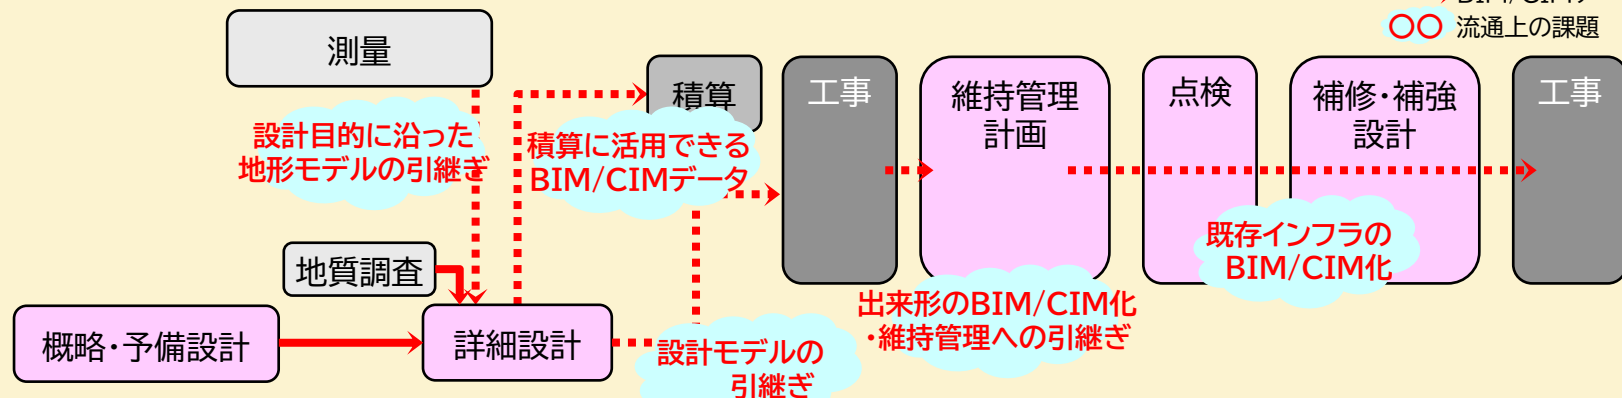 ○○ 流通上の課題
測量
設計目的に沿った
地形モデルの引継ぎ
積算
積算に活用できる
BIM/CIMデータ
工事
維持管理
計画
点検
補修・補強
設計
工事
既存インフラの
BIM/CIM化
地質調査
概略・予備設計
詳細設計
設計モデルの
引継ぎ
出来形のBIM/CIM化
・維持管理への引継ぎ